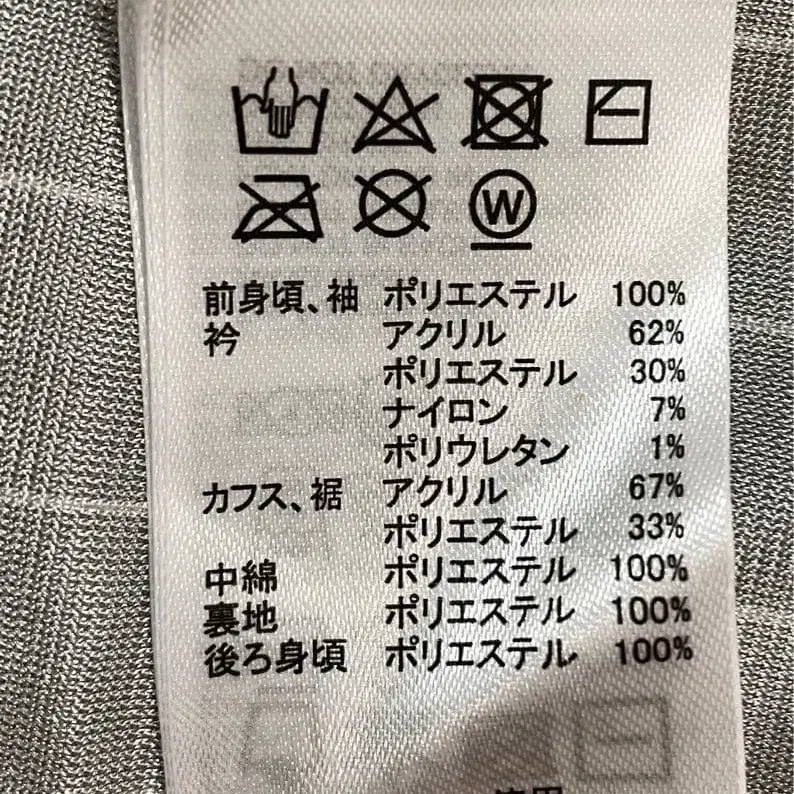 W
前身頃、袖 ポリエステル 100%
衿 アクリル 62%
ポリエステル 30%
ナイロン 7%
ポリウレタン 1%
カフス、裾 アクリル 67%
ポリエステル 33%
中綿 ポリエステル 100%
裏地 ポリエステル 100%
後ろ身頃 ポリエステル 100%